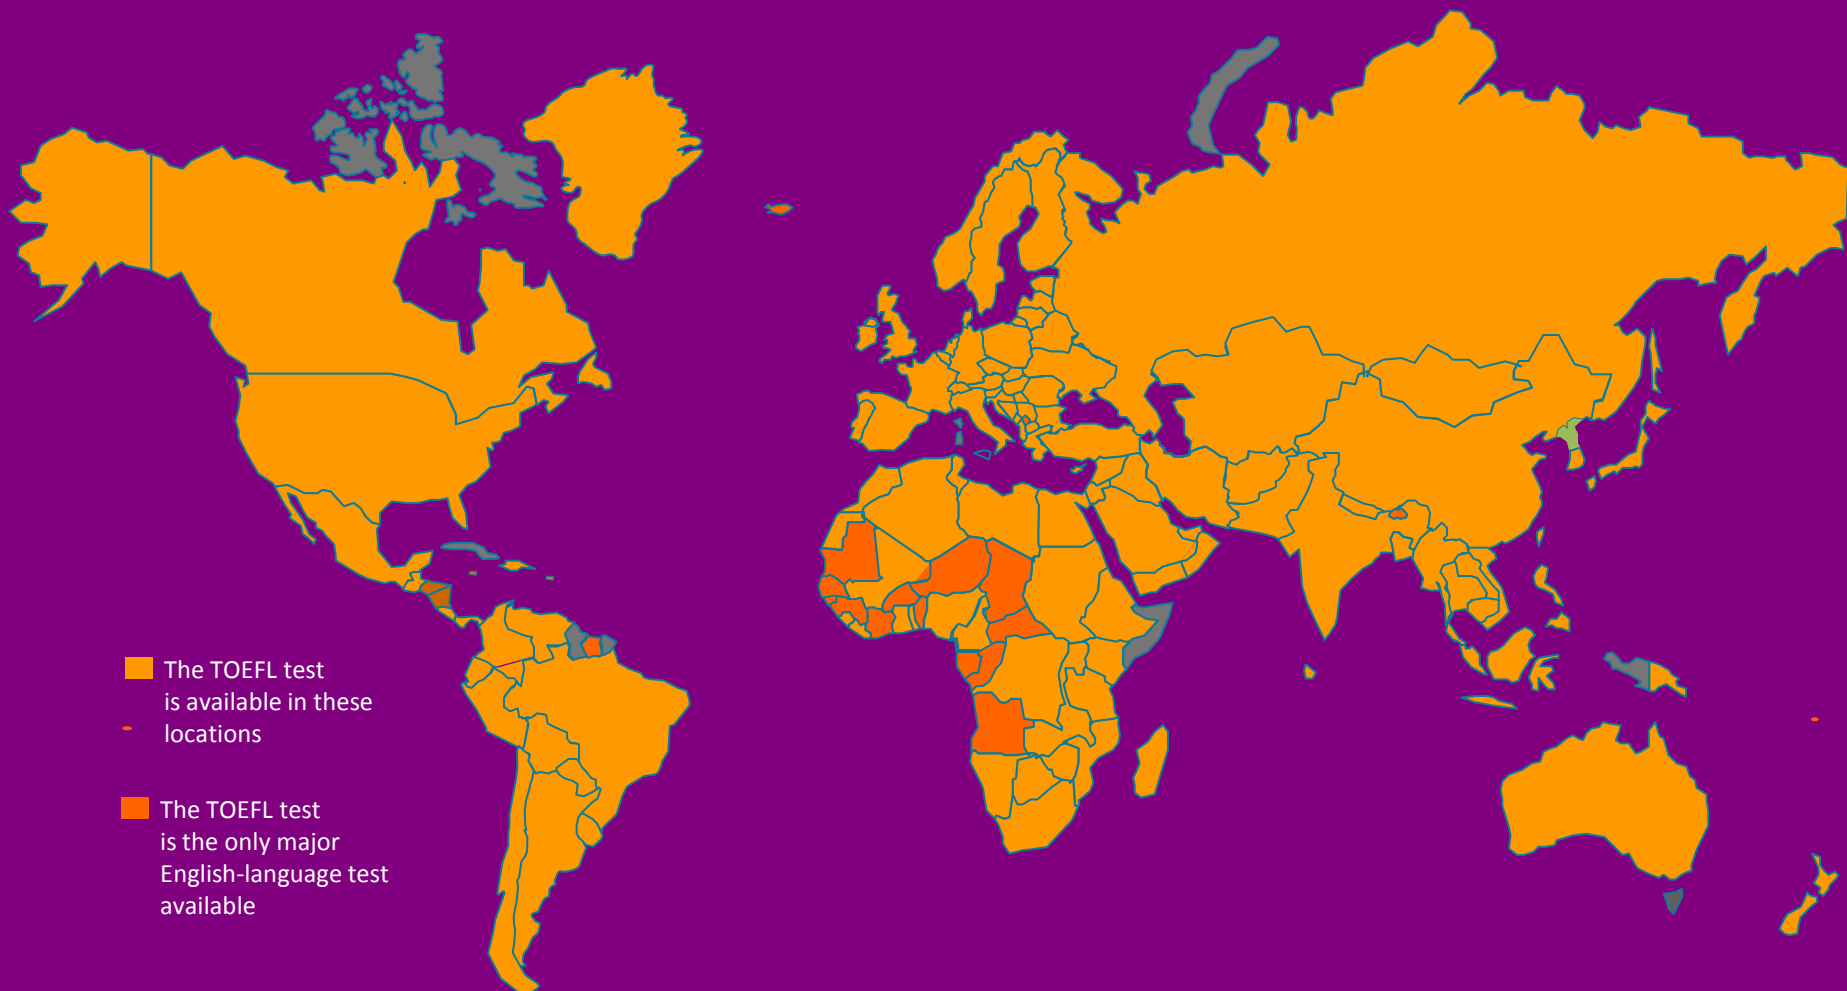 The TOEFL test
is available in these
locations
The TOEFL test
is the only major
English-language test
available